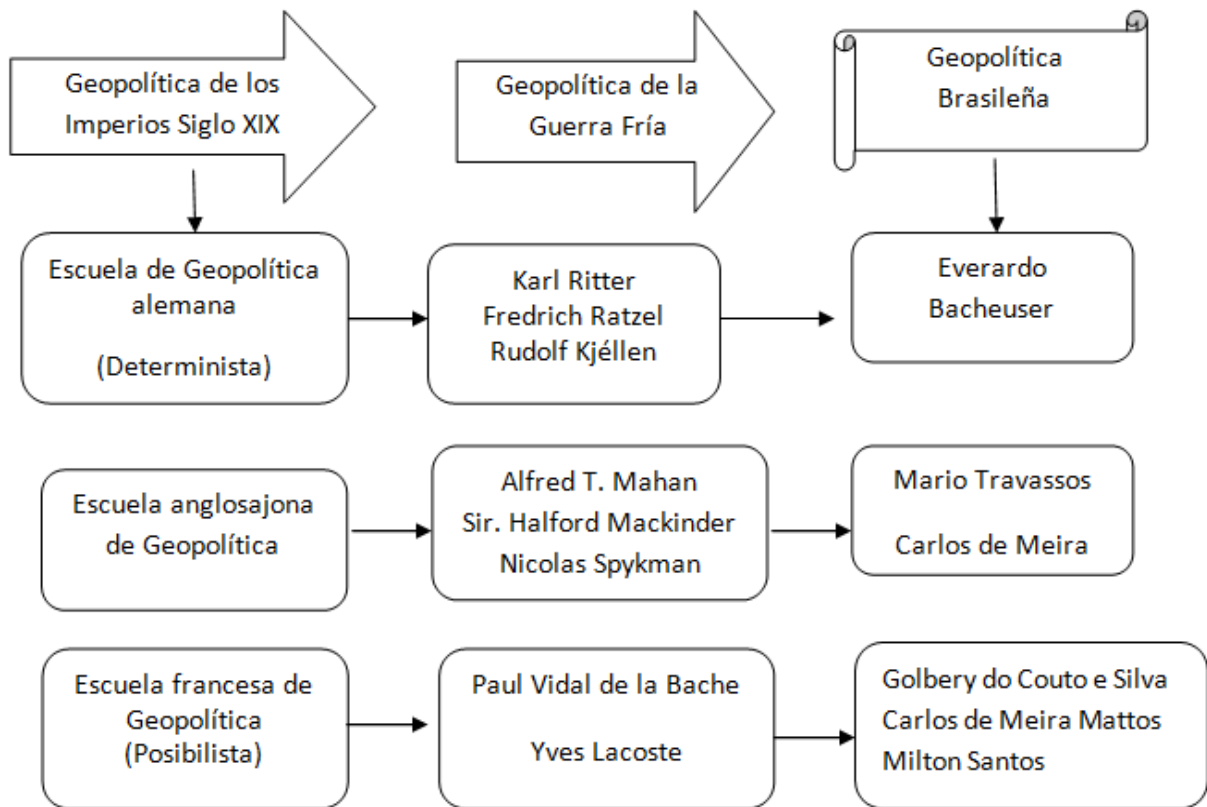 Geopolítica de los
Imperios Siglo XIX
Geopolítica de la
Guerra Fría
Geopolítica
Brasileña
Escuela de Geopolítica
alemana
(Determinista)
Karl Ritter
Fredrich Ratzel
Rudolf Kjéllen
Everardo
Bacheuser
Escuela anglosajona
de Geopolítica
Alfred T. Mahan
Sir. Halford Mackinder
Nicolas Spykman
Mario Travassos
Carlos de Meira
Escuela francesa de
Geopolítica
(Posibilista)
Paul Vidal de la Bache
Yves Lacoste
Golbery do Couto e Silva
Carlos de Meira Mattos
Milton Santos